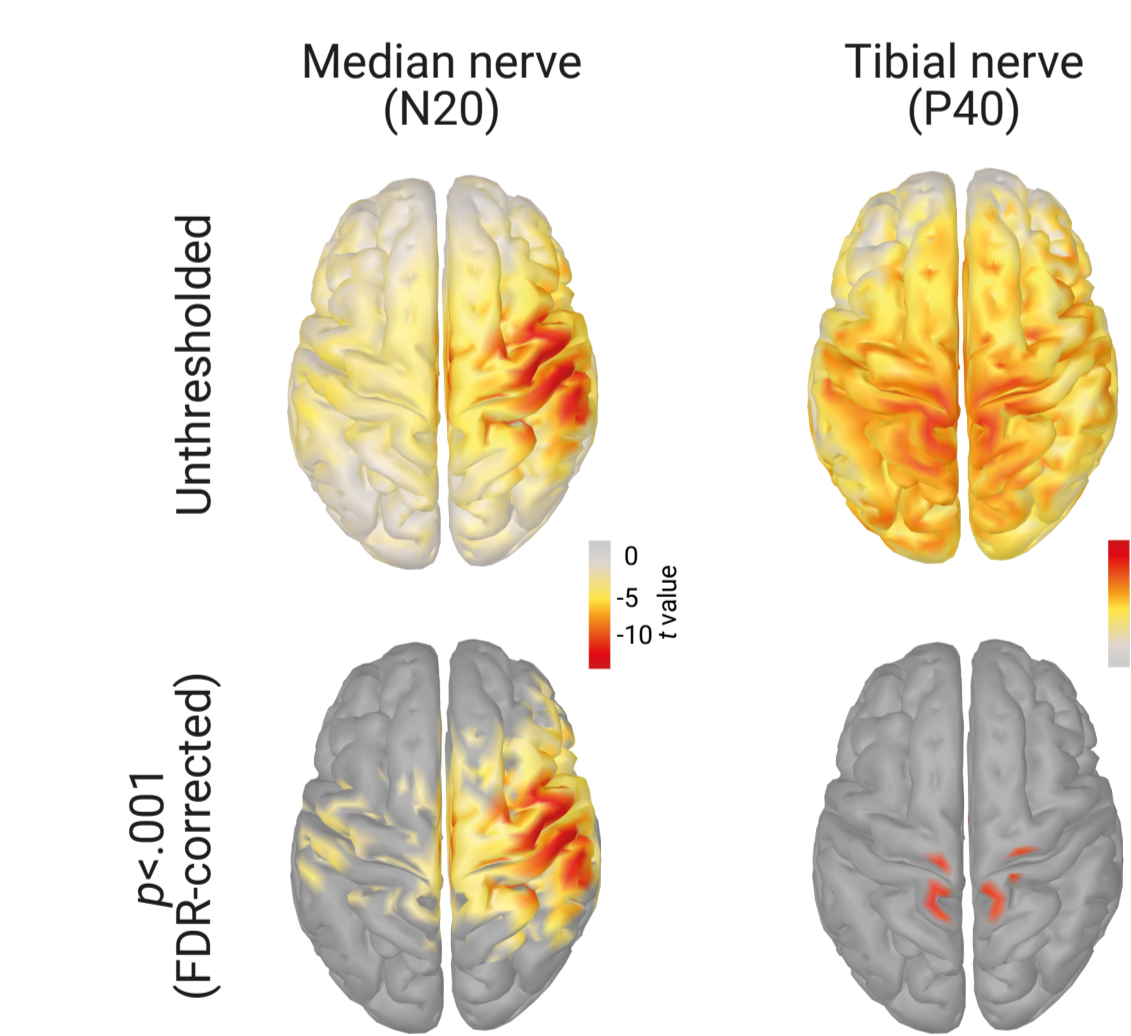 Median nerve
(N20)
Tibial nerve
(P40)
Unthresholded
0
-5
-10
t value
p<.001
(FDR-corrected)